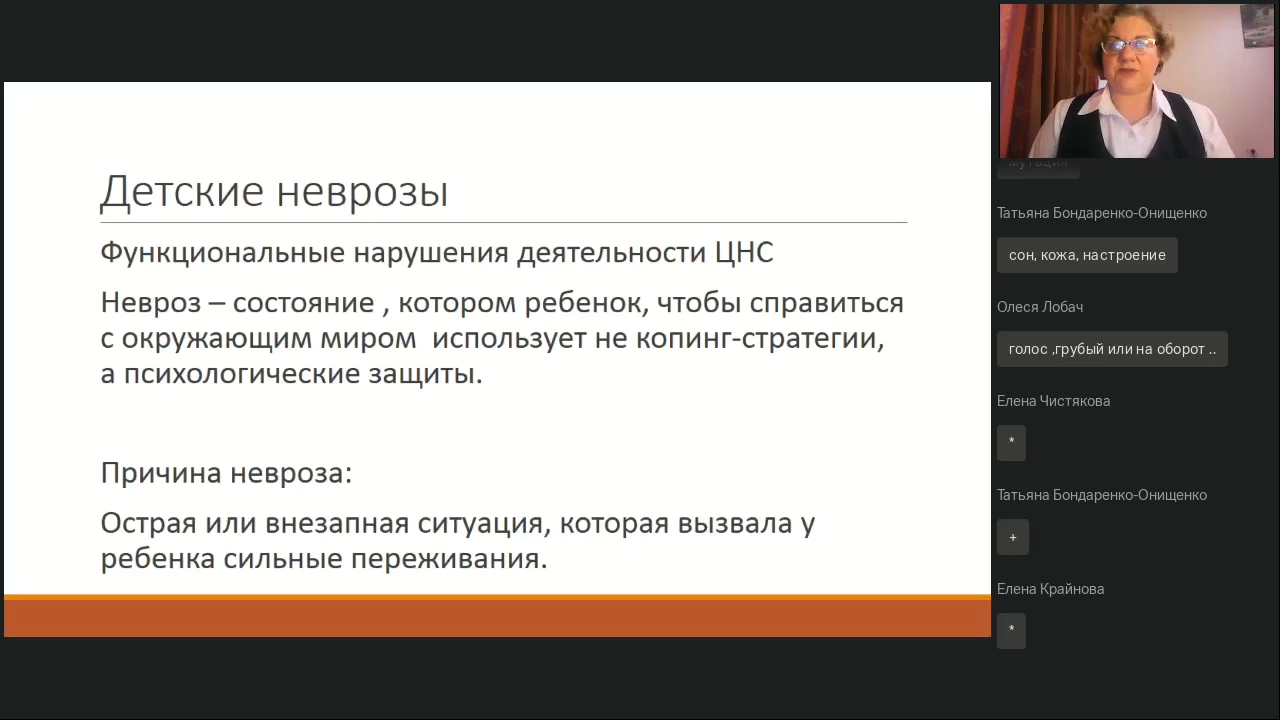 Детские неврозы
Функциональные нарушения деятельности ЦНС
Невроз – состояние , котором ребенок, чтобы справиться
с окружающим миром  использует не копинг-стратегии,
а психологические защиты.
Причина невроза:
Острая или внезапная ситуация, которая вызвала у
ребенка сильные переживания.
мутация
Татьяна Бондаренко-Онищенко
сон, кожа, настроение
Олеся Лобач
голос ,грубый или на оборот ..
Елена Чистякова
*
Татьяна Бондаренко-Онищенко
+
Елена Крайнова
*